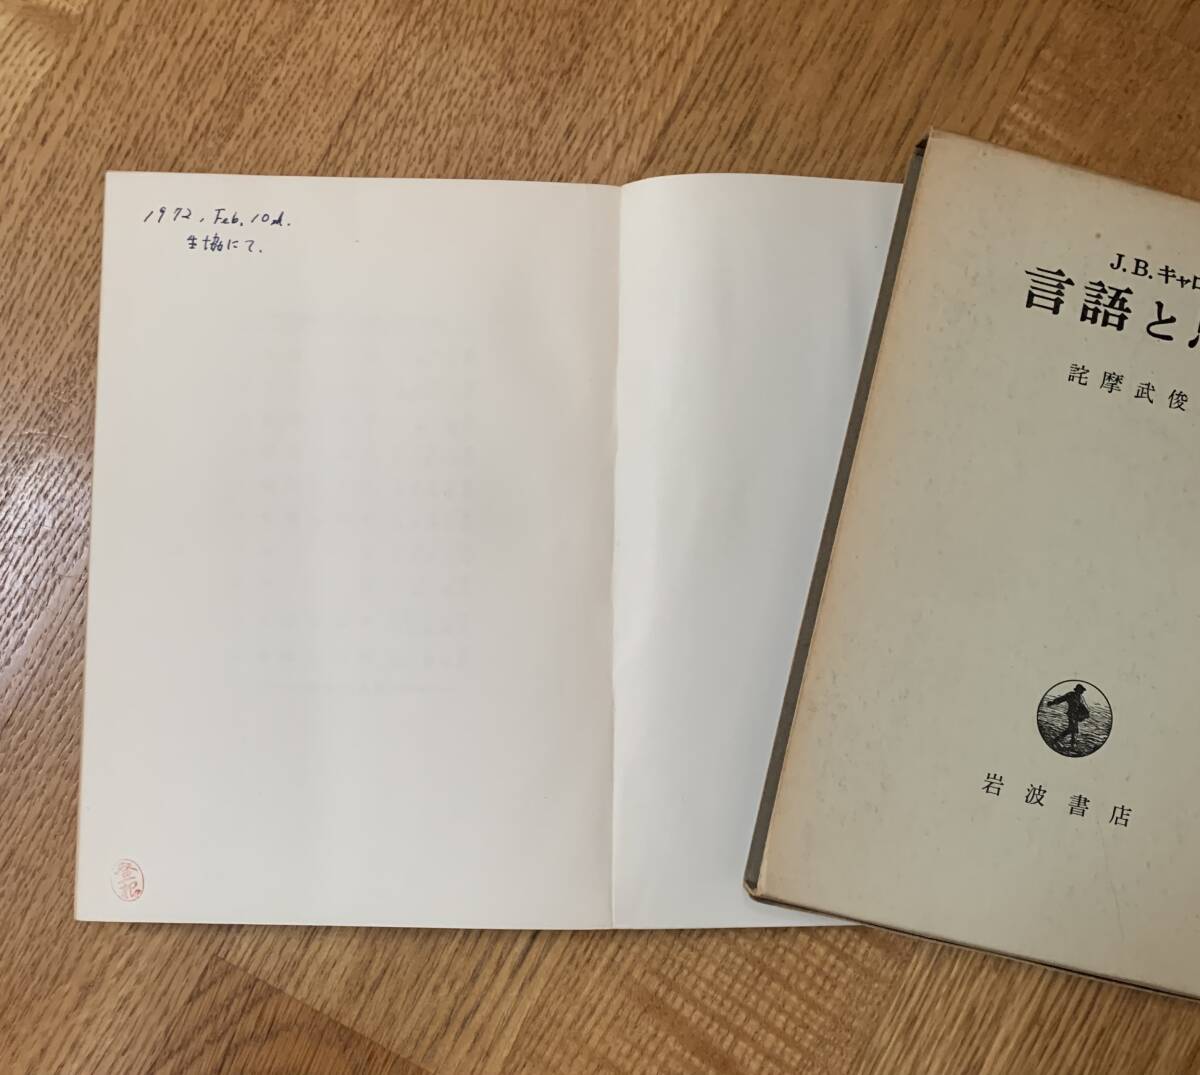 1972, Feb. 10th.
生協にて.
J.B.キャロ
言語と
詫摩武俊
岩波書店